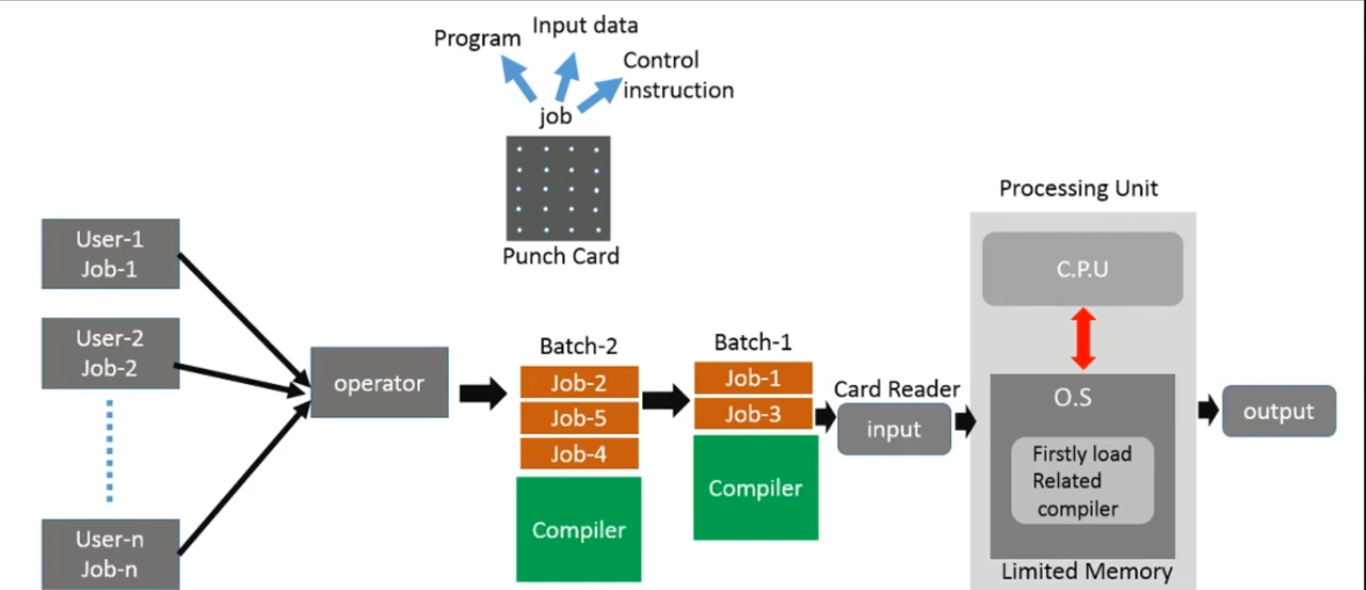 Program
Input data
Control
instruction
job
Punch Card
User-1
Job-1
User-2
Job-2
User-n
Job-n
operator
Batch-2
Job-2
Job-5
Job-4
Compiler
Batch-1
Job-1
Job-3
Compiler
Card Reader
input
Processing Unit
C.P.U
O.S
Firstly load
Related
compiler
Limited Memory
output